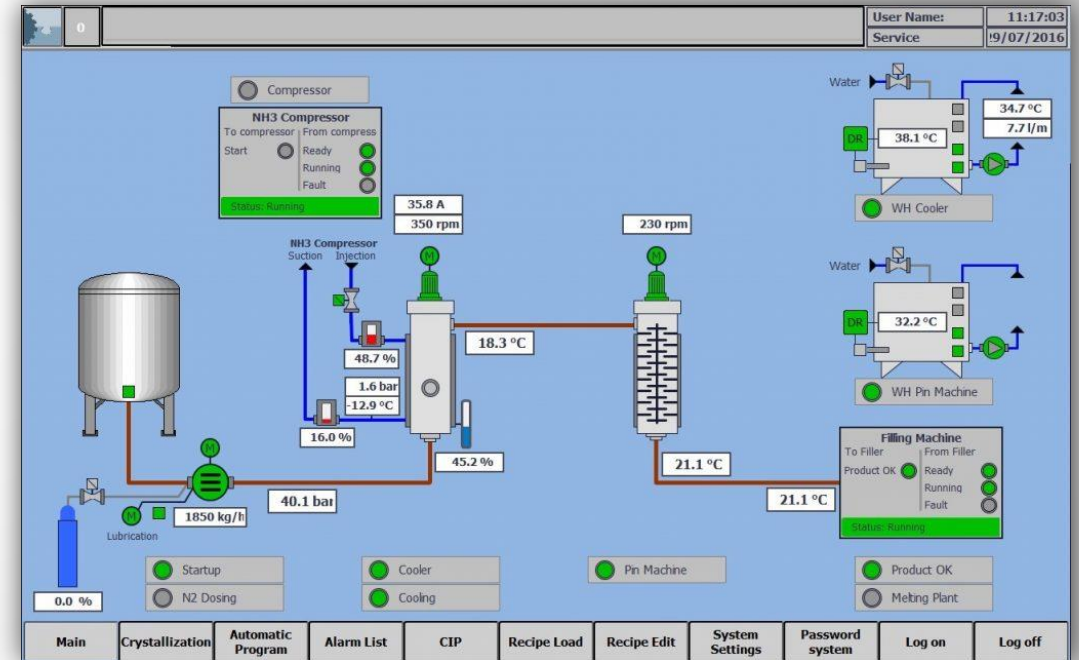 0
User Name:
11:17:03
Service
!9/07/2016
Compressor
NH3 Compressor
To compressor
From compress
Start
Ready
Running
Fault
Status: Running
35.8 A
350 rpm
230 rpm
NH3 Compressor
Suction
Injection
M
M
48.7 %
18.3 °C
1.6 bar
-12.9 °C
16.0 %
45.2 %
M
40.1 bar
1850 kg/h
M
Lubrication
0.0 %
21.1 °C
21.1 °C
Water
34.7 °C
7.7 l/m
DR
38.1 °C
WH Cooler
Water
DR
32.2 °C
WH Pin Machine
Filling Machine
To Filler
From Filler
Product OK
Ready
Running
Fault
Status: Running
Startup
Cooler
Pin Machine
Product OK
N2 Dosing
Cooling
Melting Plant
Main
Crystallization
Automatic
Program
Alarm List
CIP
Recipe Load
Recipe Edit
System
Settings
Password
system
Log on
Log off